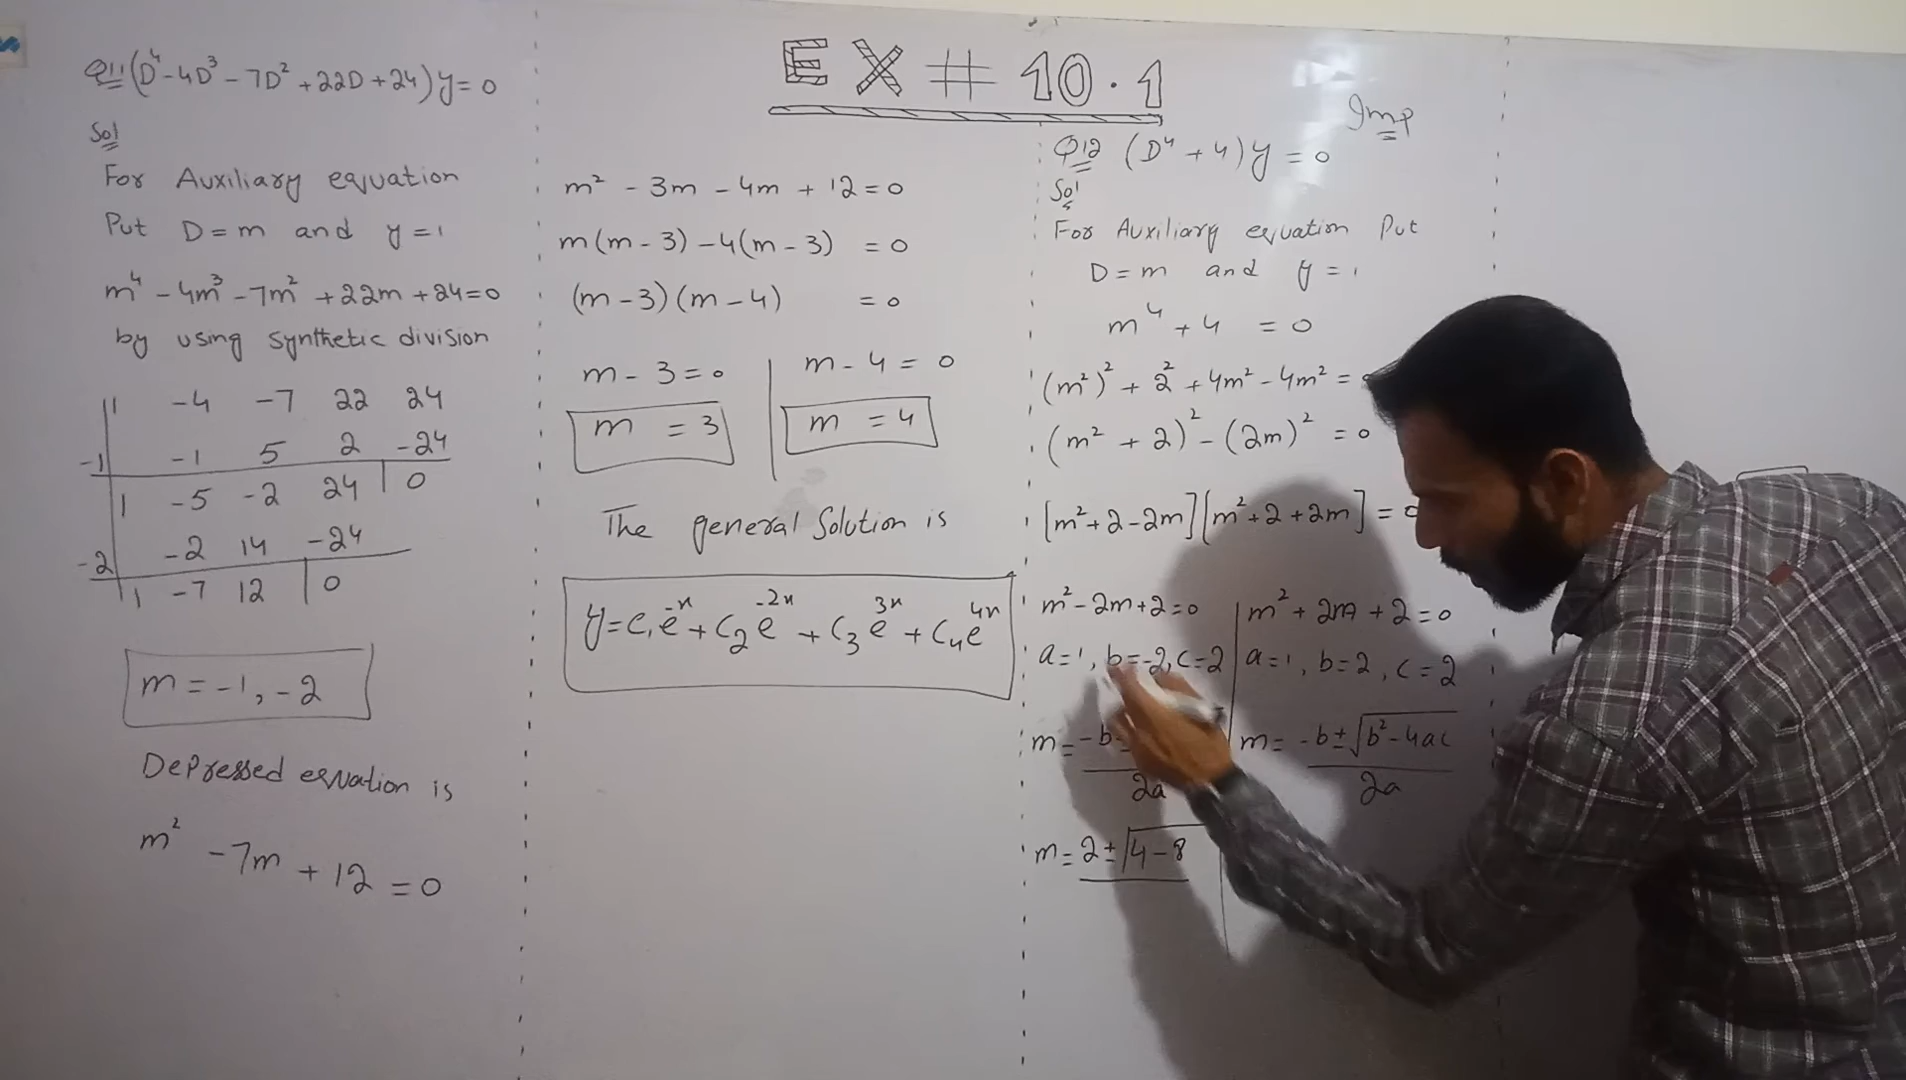 EX # 10.1
Q11 (D⁴ - 4D³ - 7D² + 22D + 24) y = 0
Sol
For Auxiliary equation
Put D = m and y = 1
m⁴ - 4m³ - 7m² + 22m + 24 = 0
by using synthetic division
1 -4 -7 22 24
-1 -1 5 2 -24
1 -5 -2 24 0
-2 -2 14 -24
1 -7 12 0
m = -1, -2
Depressed equation is
m² - 7m + 12 = 0
m² - 3m - 4m + 12 = 0
m(m - 3) - 4(m - 3) = 0
(m - 3)(m - 4) = 0
m - 3 = 0 m - 4 = 0
m = 3 m = 4
The general Solution is
y = c₁e⁻ˣ + c₂e⁻²ˣ + c₃e³ˣ + c₄e⁴ˣ
Imp
Q12 (D⁴ + 4) y = 0
Sol
For Auxiliary equation Put
D = m and y = 1
m⁴ + 4 = 0
(m²)² + 2² + 4m² - 4m² =
(m² + 2)² - (2m)² = 0
[m² + 2 - 2m][m² + 2 + 2m] = 0
m² - 2m + 2 = 0 m² + 2m + 2 = 0
a = 1, b = -2, c = 2 a = 1, b = 2, c = 2
m = -b 2a m = -b ± √b² - 4ac 2a
m = 2 ± √4 - 8